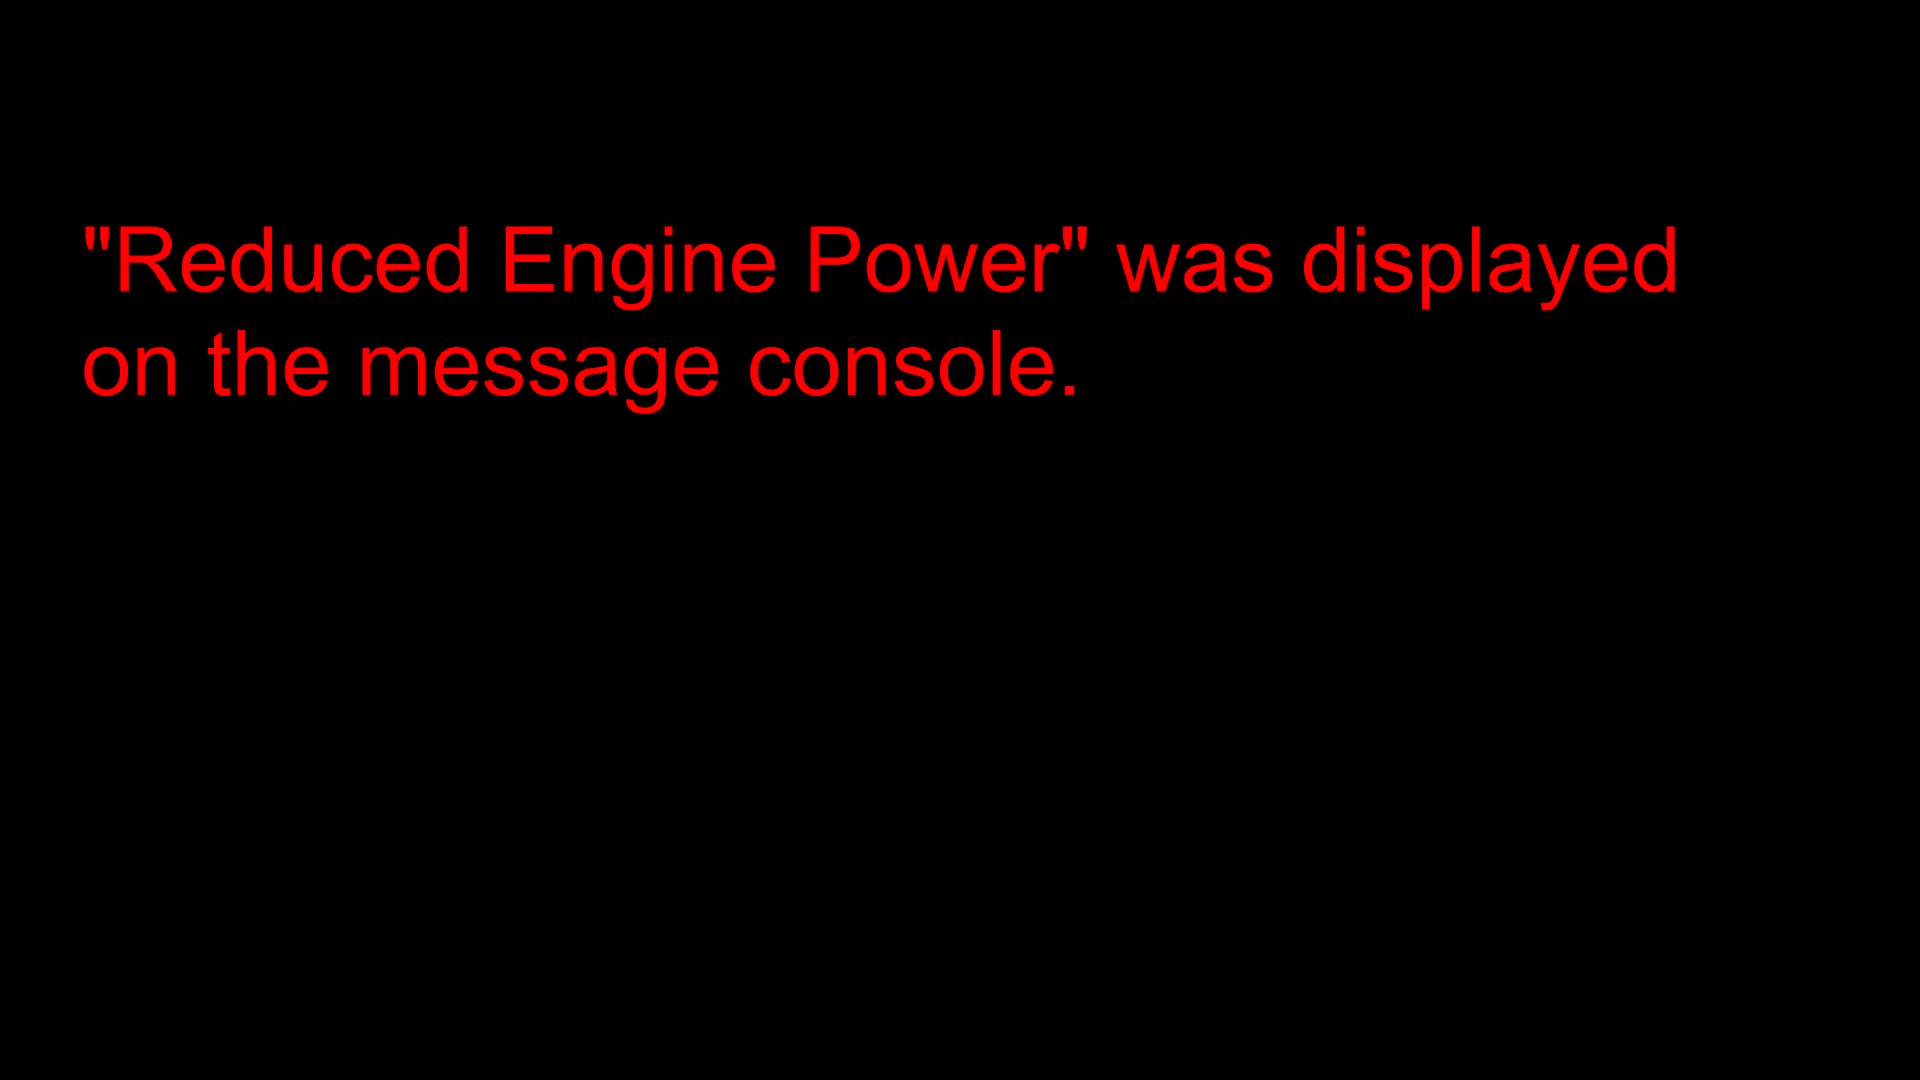 "Reduced Engine Power" was displayed
on the message console.